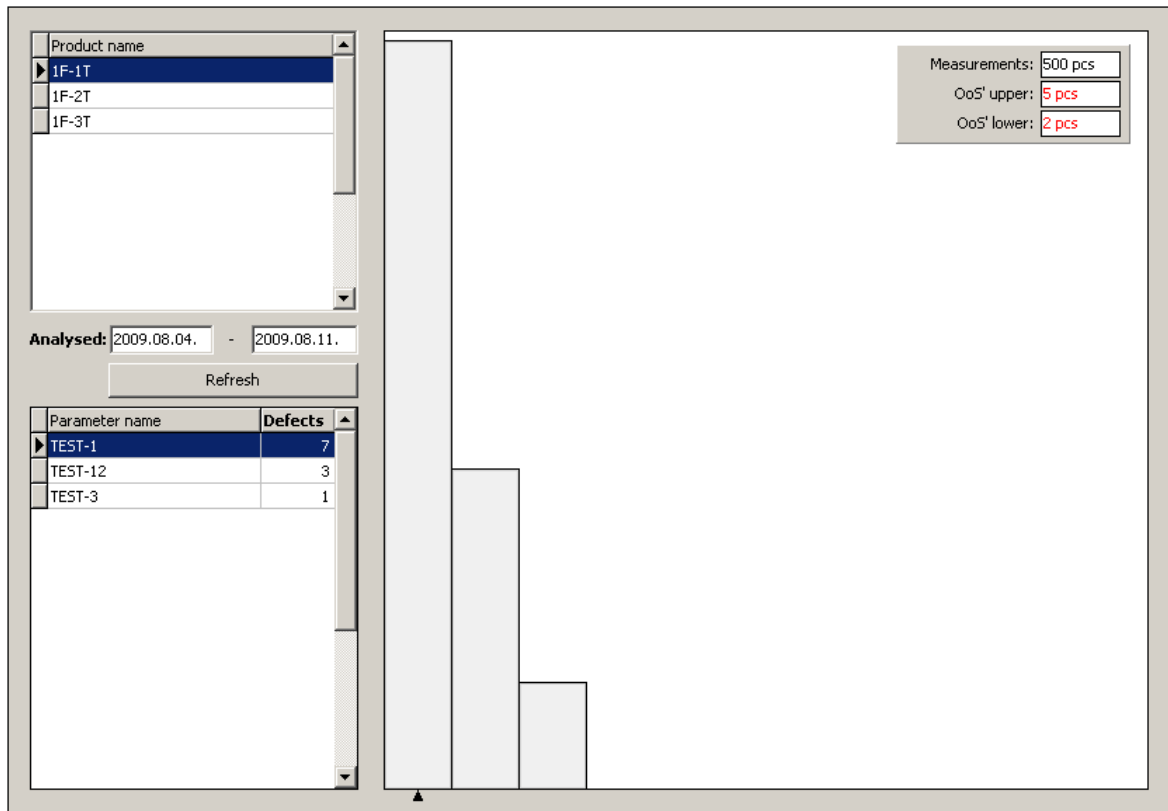 Product name
1F-1T
1F-2T
1F-3T
Analysed: 2009.08.04. - 2009.08.11.
Refresh
Parameter name Defects
TEST-1 7
TEST-12 3
TEST-3 1
Measurements: 500 pcs
OoS' upper: 5 pcs
OoS' lower: 2 pcs